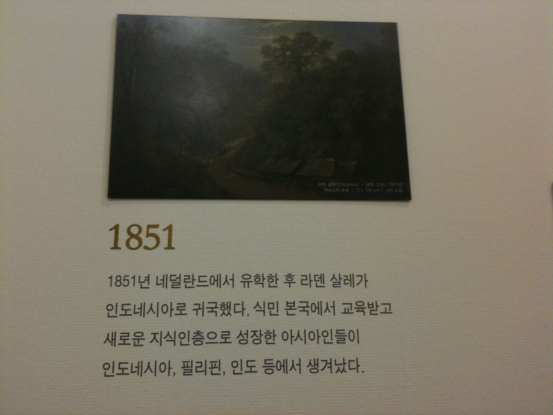 1851
1851년 네덜란드에서 유학한 후 라덴 살레가
인도네시아로 귀국했다. 식민 본국에서 교육받고
새로운 지식인층으로 성장한 아시아인들이
인도네시아, 필리핀, 인도 등에서 생겨났다.